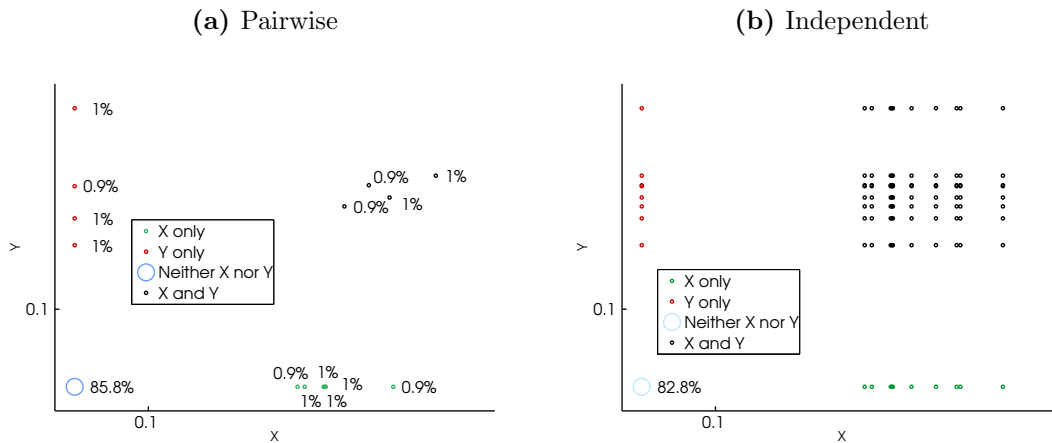 (a) Pairwise
1%
0.9%
1%
0.9%
1%
0.9%
1%
1%
X only
Y only
Neither X nor Y
X and Y
Y
0.1
85.8%
0.9%
1%
1%
0.9%
1%
1%
0.1
X
(b) Independent
Y
X only
Y only
Neither X nor Y
X and Y
0.1
82.8%
0.1
X